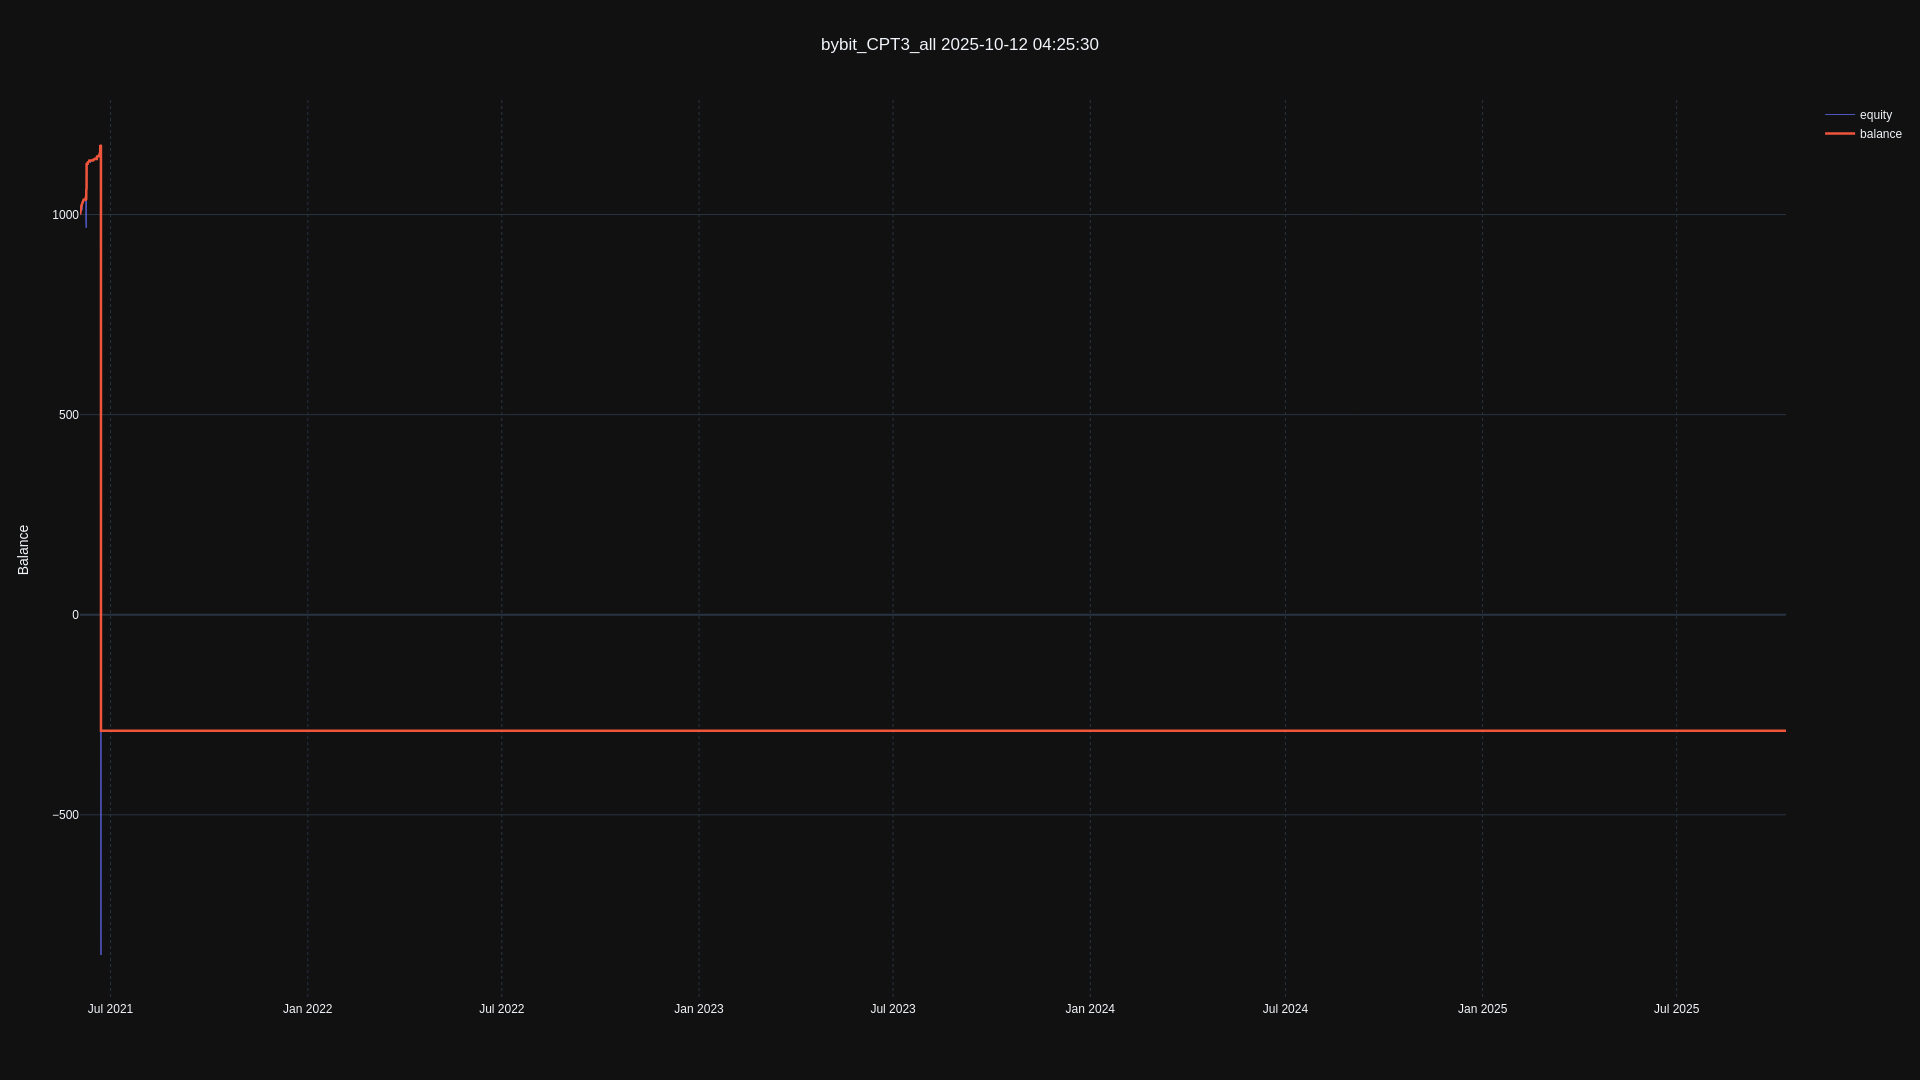 bybit_CPT3_all 2025-10-12 04:25:30
equity
balance
1000
500
0
−500
Balance
Jul 2021
Jan 2022
Jul 2022
Jan 2023
Jul 2023
Jan 2024
Jul 2024
Jan 2025
Jul 2025